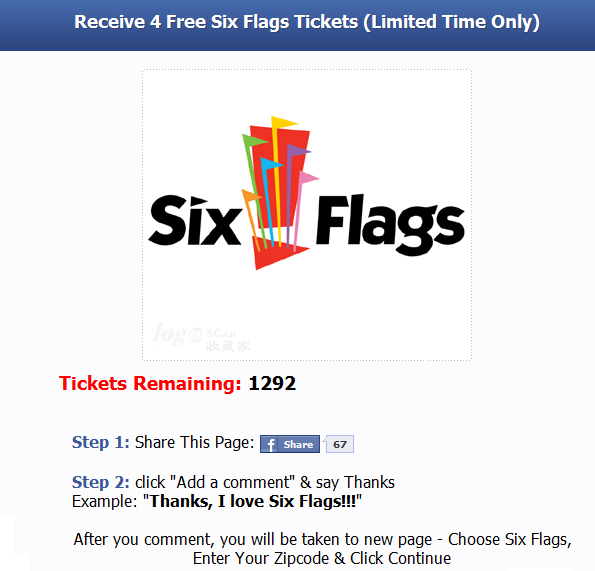 Receive 4 Free Six Flags Tickets (Limited Time Only)
Six Flags
logo sc.cn
收藏家
Tickets Remaining: 1292
Step 1: Share This Page: f Share 67
Step 2: click "Add a comment" & say Thanks
Example: "Thanks, I love Six Flags!!!"
After you comment, you will be taken to new page - Choose Six Flags,
Enter Your Zipcode & Click Continue